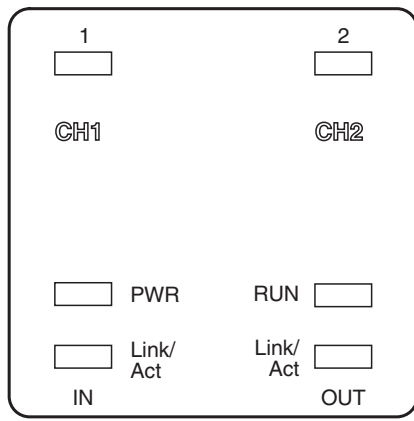 1 2
CH1 CH2
PWR RUN
Link/ Link/
Act Act
IN OUT